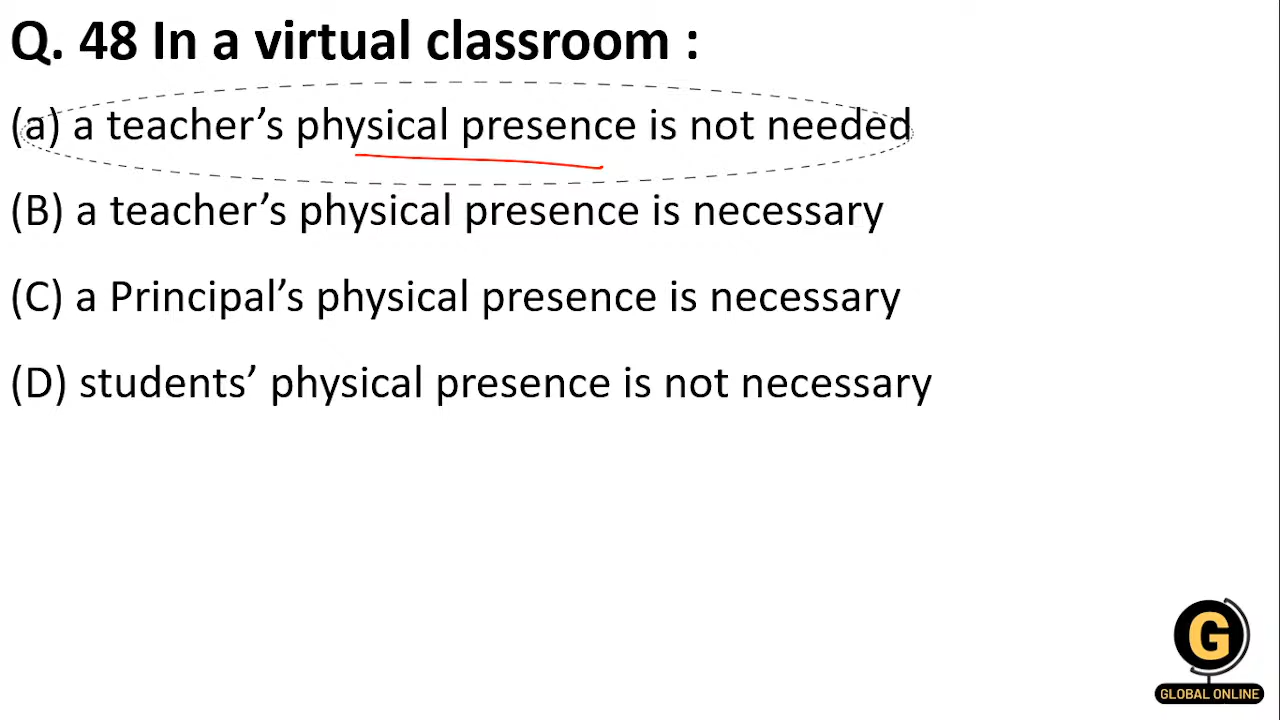 Q. 48 In a virtual classroom :
(a) a teacher’s physical presence is not needed
(B) a teacher’s physical presence is necessary
(C) a Principal’s physical presence is necessary
(D) students’ physical presence is not necessary
G
GLOBAL ONLINE